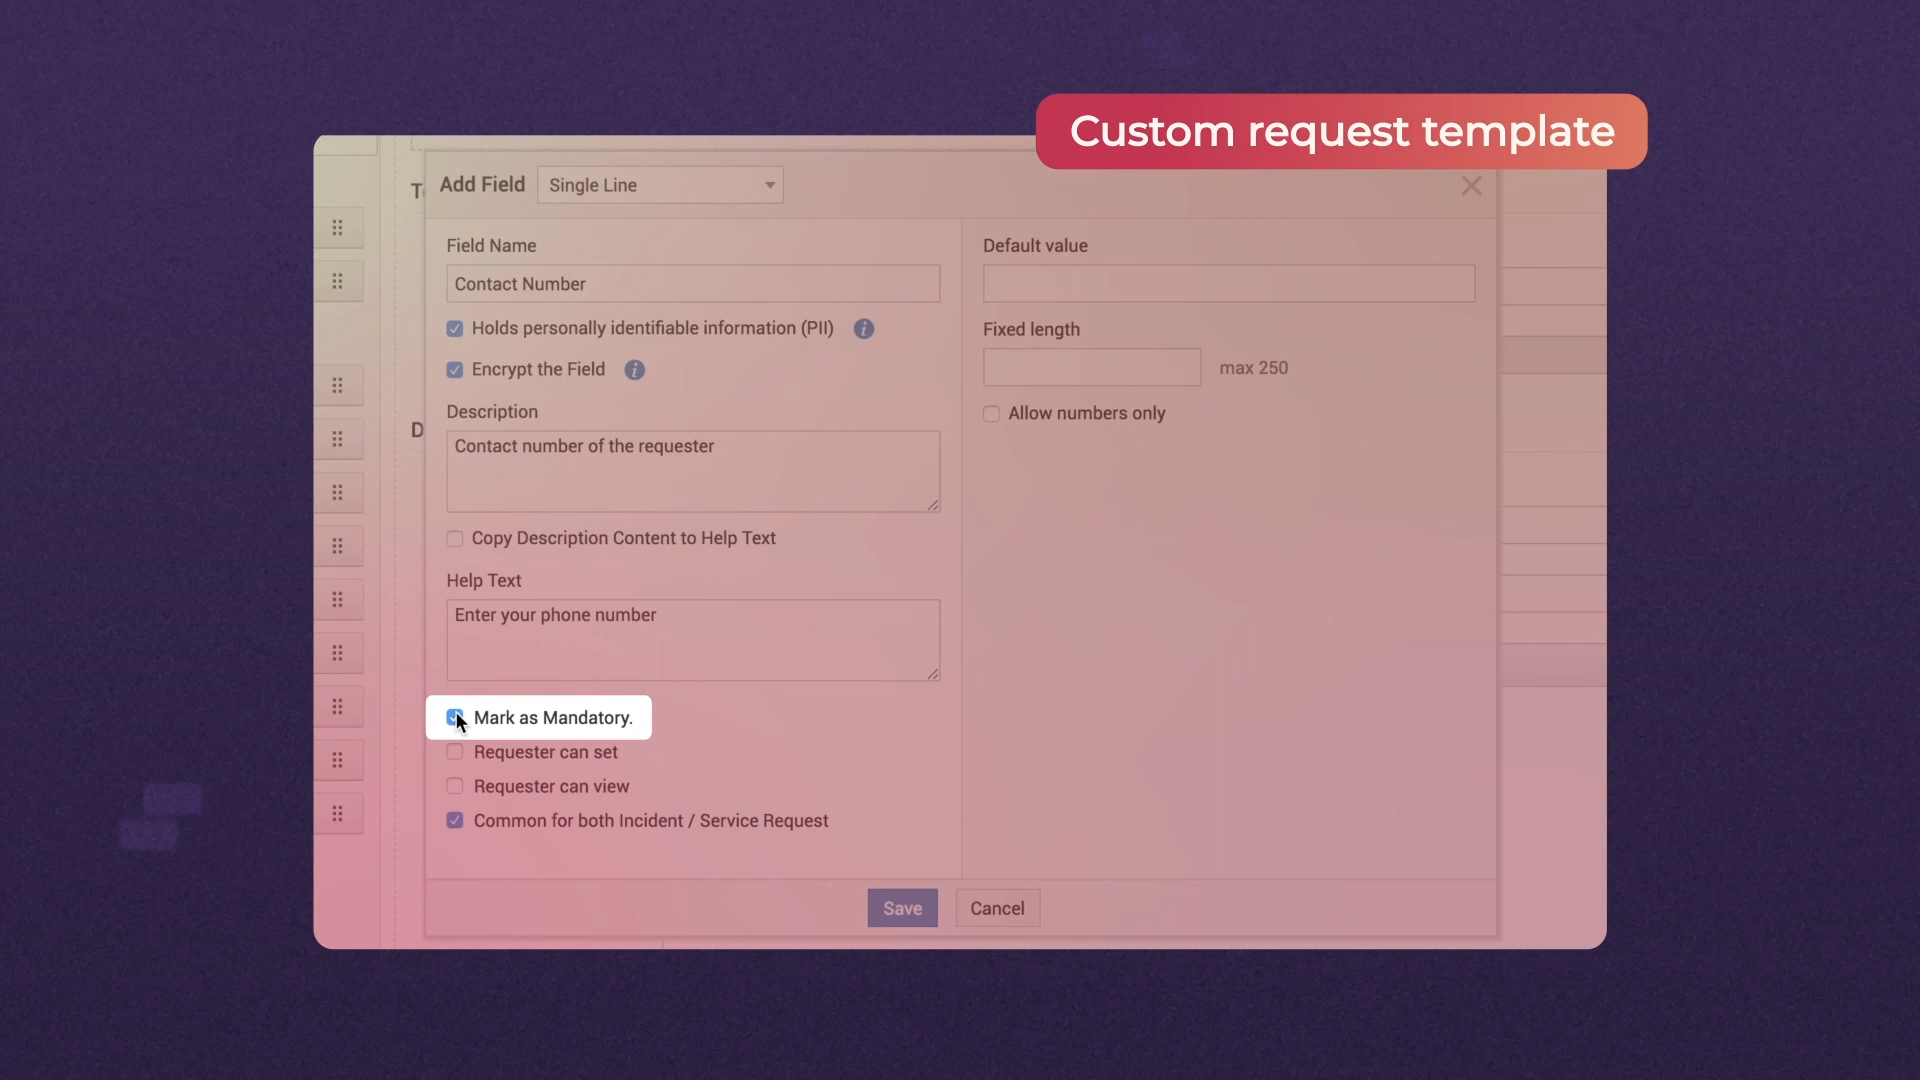 Custom request template
T
Add Field
Single Line
Field Name
Contact Number
Holds personally identifiable information (PII)
Encrypt the Field
Description
D
Contact number of the requester
Copy Description Content to Help Text
Help Text
Enter your phone number
Mark as Mandatory.
Requester can set
Requester can view
Common for both Incident / Service Request
Default value
Fixed length
max 250
Allow numbers only
Save
Cancel